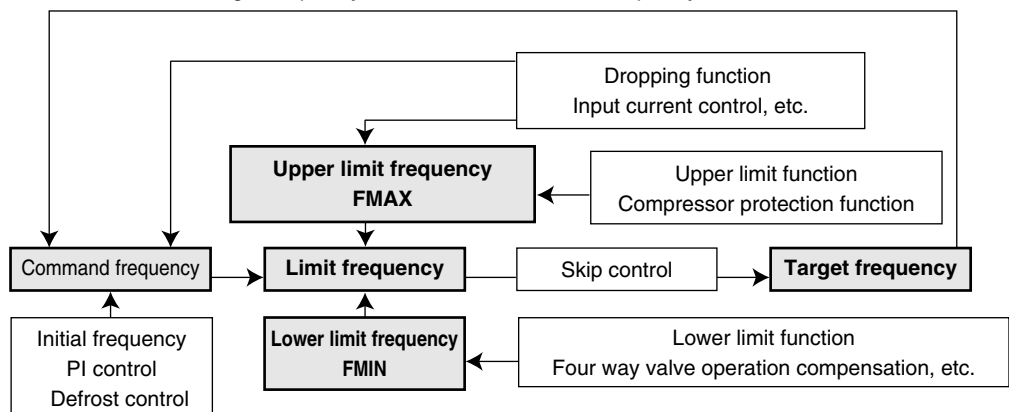 Dropping function
Input current control, etc.
Upper limit frequency
FMAX
Upper limit function
Compressor protection function
Command frequency
Limit frequency
Skip control
Target frequency
Initial frequency
PI control
Defrost control
Lower limit frequency
FMIN
Lower limit function
Four way valve operation compensation, etc.